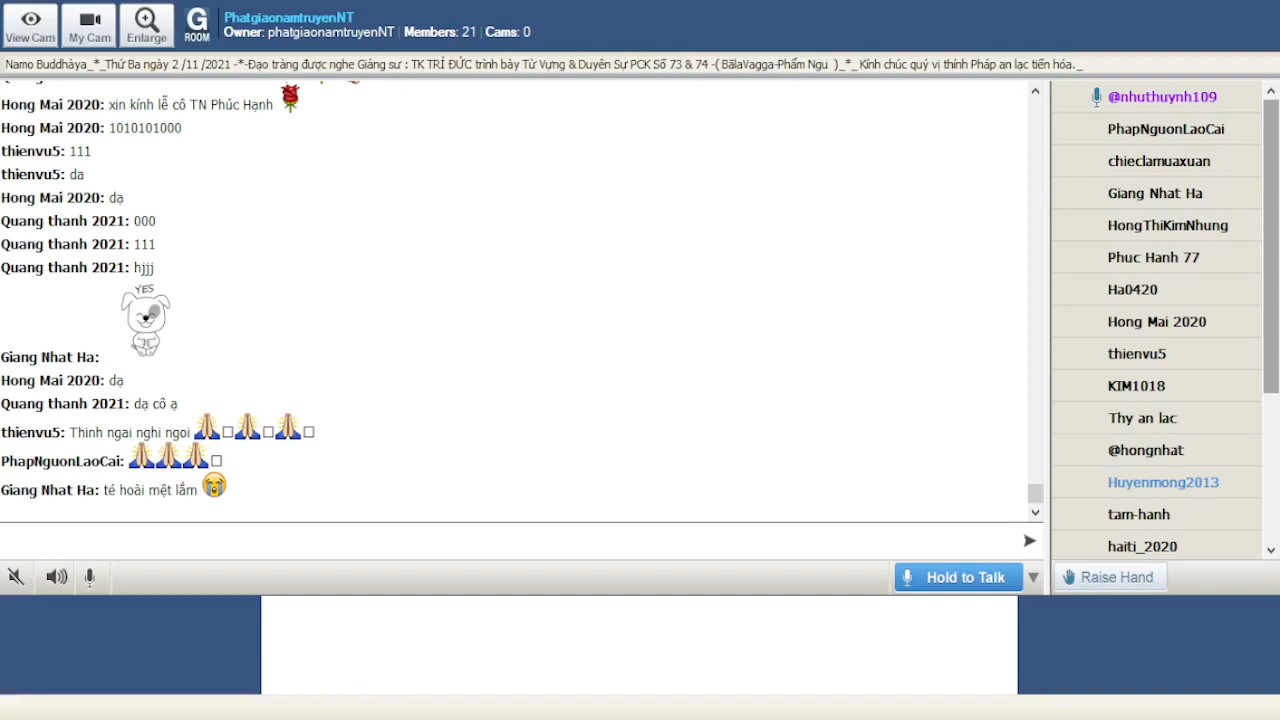 View Cam
My Cam
Enlarge
G
ROOM
PhatgiaonamtruyenNT
Owner: phatgiaonamtruyenNT | Members: 21 | Cams: 0
Namo Buddhàya_*_Thứ Ba ngày 2 /11 /2021 -*-Đạo tràng được nghe Giảng sư : TK TRÍ ĐỨC trình bày Từ Vựng & Duyên Sự PCK Số 73 & 74 -( BālaVagga-Phẩm Ngu )_*_ Kính chúc quý vị thính Pháp an lạc tiến hóa._
Hong Mai 2020: xin kính lễ cô TN Phúc Hạnh
Hong Mai 2020: 1010101000
thienvu5: 111
thienvu5: da
Hong Mai 2020: dạ
Quang thanh 2021: 000
Quang thanh 2021: 111
Quang thanh 2021: hjjj
YES
Giang Nhat Ha:
Hong Mai 2020: dạ
Quang thanh 2021: dạ cô ạ
thienvu5: Thinh ngai nghi ngoi 🙏□🙏□🙏□
PhapNguonLaoCai: 🙏🙏🙏□
Giang Nhat Ha: té hoài mệt lắm 😭
@nhuthuynh109
PhapNguonLaoCai
chieclamuaxuan
Giang Nhat Ha
HongThiKimNhung
Phuc Hanh 77
Ha0420
Hong Mai 2020
thienvu5
KIM1018
Thy an lac
@hongnhat
Huyenmong2013
tam-hanh
haiti_2020
Hold to Talk
Raise Hand